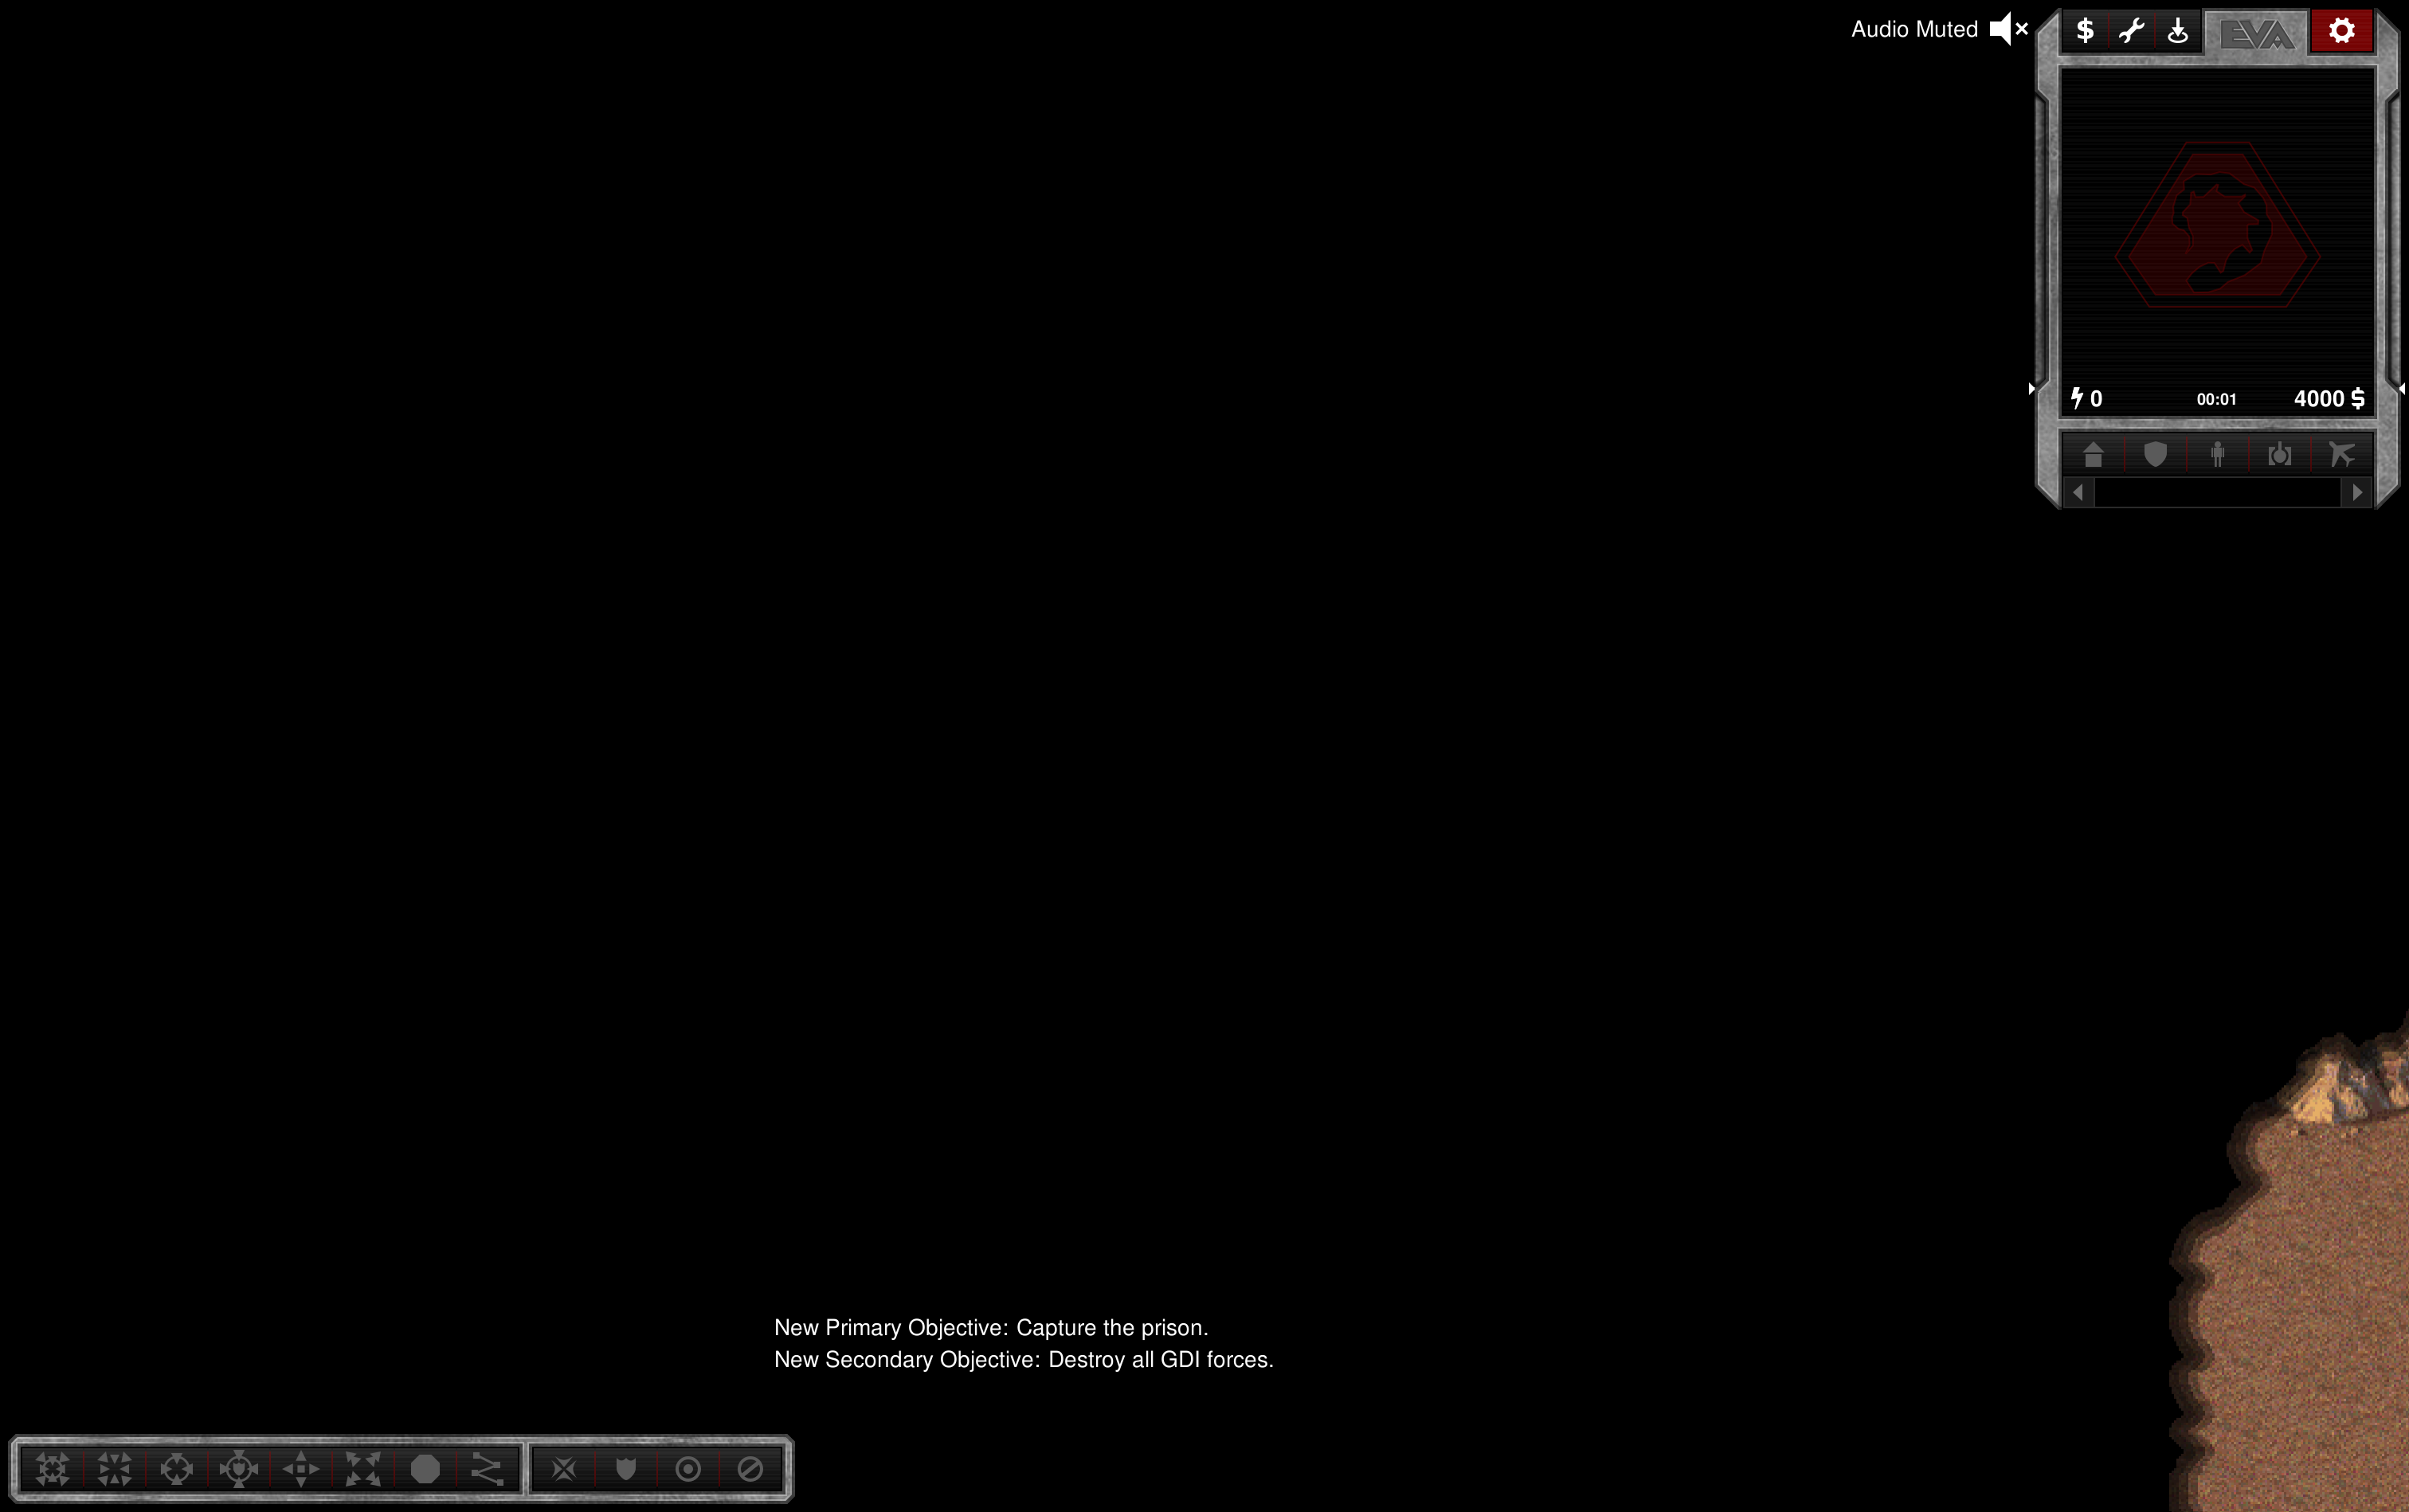 Audio Muted
$
EVA
0
00:01
4000 $
New Primary Objective: Capture the prison.
New Secondary Objective: Destroy all GDI forces.